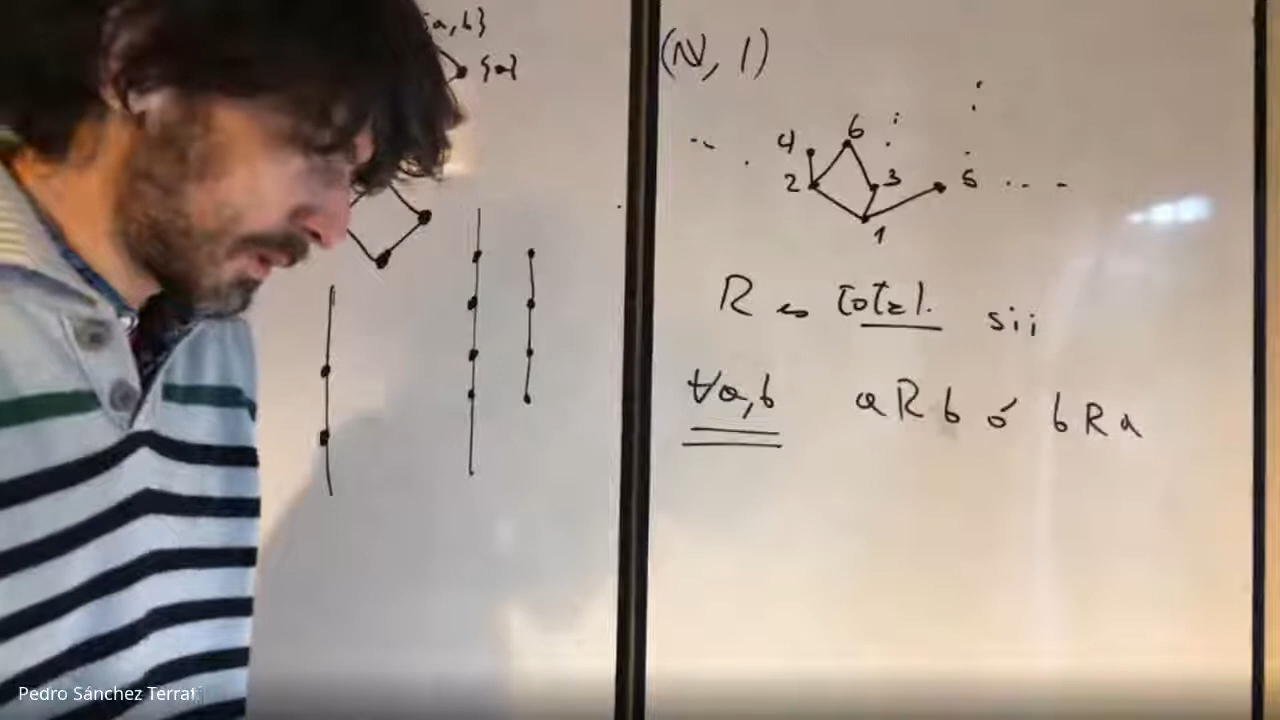 a, b}
{a}
(N, |)
4 6
2 3 5
1
R es total. sii
∀a,b aRb ó bRa
Pedro Sánchez Terraf